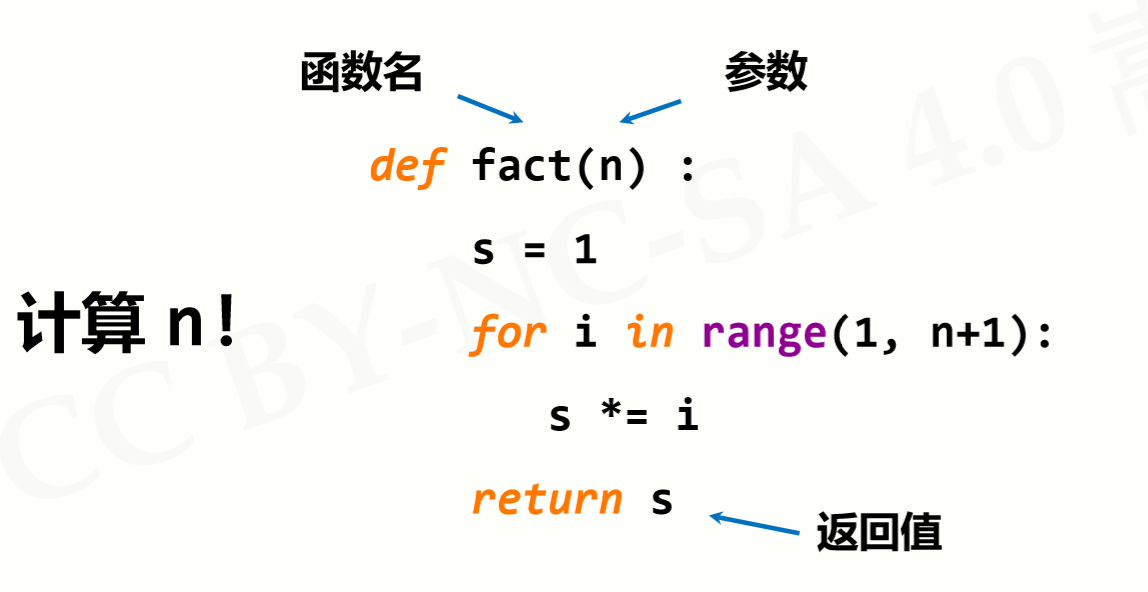 函数名 参数
def fact(n) :
s = 1
计算 n!
for i in range(1, n+1):
s *= i
return s
返回值
CC BY-NC-SA 4.0 嵩